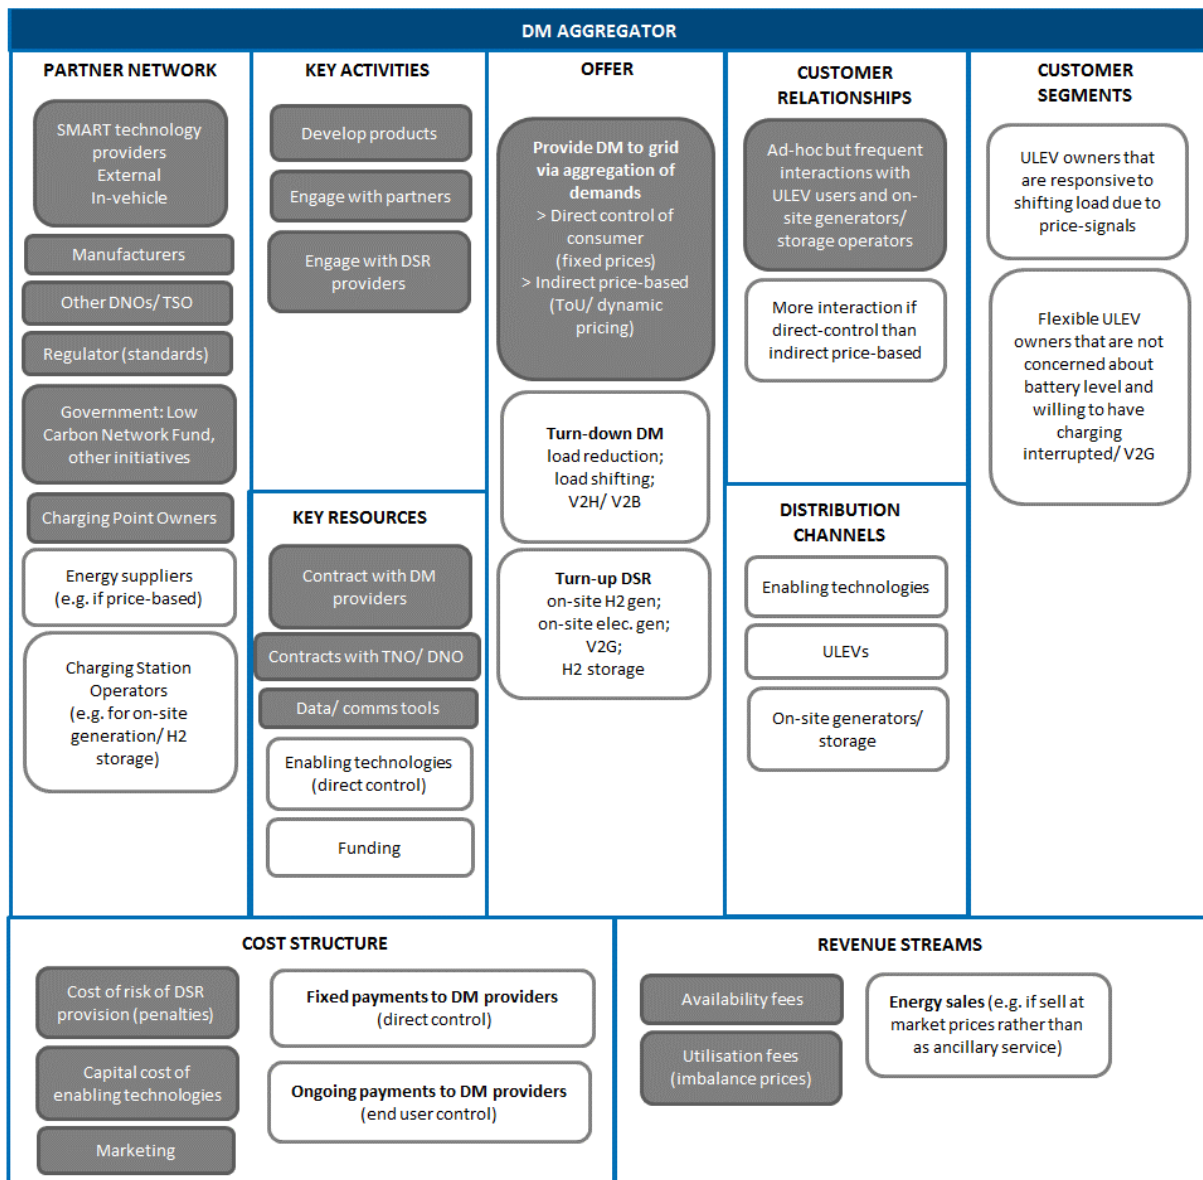 DM AGGREGATOR
PARTNER NETWORK
SMART technology
providers
External
In-vehicle
Manufacturers
Other DNOs/ TSO
Regulator (standards)
Government: Low
Carbon Network Fund,
other initiatives
Charging Point Owners
Energy suppliers
(e.g. if price-based)
Charging Station
Operators
(e.g. for on-site
generation/ H2
storage)
KEY ACTIVITIES
Develop products
Engage with partners
Engage with DSR
providers
KEY RESOURCES
Contract with DM
providers
Contracts with TNO/ DNO
Data/ comms tools
Enabling technologies
(direct control)
Funding
OFFER
Provide DM to grid
via aggregation of
demands
> Direct control of
consumer
(fixed prices)
> Indirect price-based
(ToU/ dynamic
pricing)
Turn-down DM
load reduction;
load shifting;
V2H/ V2B
Turn-up DSR
on-site H2 gen;
on-site elec. gen;
V2G;
H2 storage
CUSTOMER
RELATIONSHIPS
Ad-hoc but frequent
interactions with
ULEV users and on-
site generators/
storage operators
More interaction if
direct-control than
indirect price-based
DISTRIBUTION
CHANNELS
Enabling technologies
ULEVs
On-site generators/
storage
CUSTOMER
SEGMENTS
ULEV owners that
are responsive to
shifting load due to
price-signals
Flexible ULEV
owners that are not
concerned about
battery level and
willing to have
charging
interrupted/ V2G
COST STRUCTURE
Cost of risk of DSR
provision (penalties)
Capital cost of
enabling technologies
Marketing
Fixed payments to DM providers
(direct control)
Ongoing payments to DM providers
(end user control)
REVENUE STREAMS
Availability fees
Utilisation fees
(imbalance prices)
Energy sales (e.g. if sell at
market prices rather than
as ancillary service)